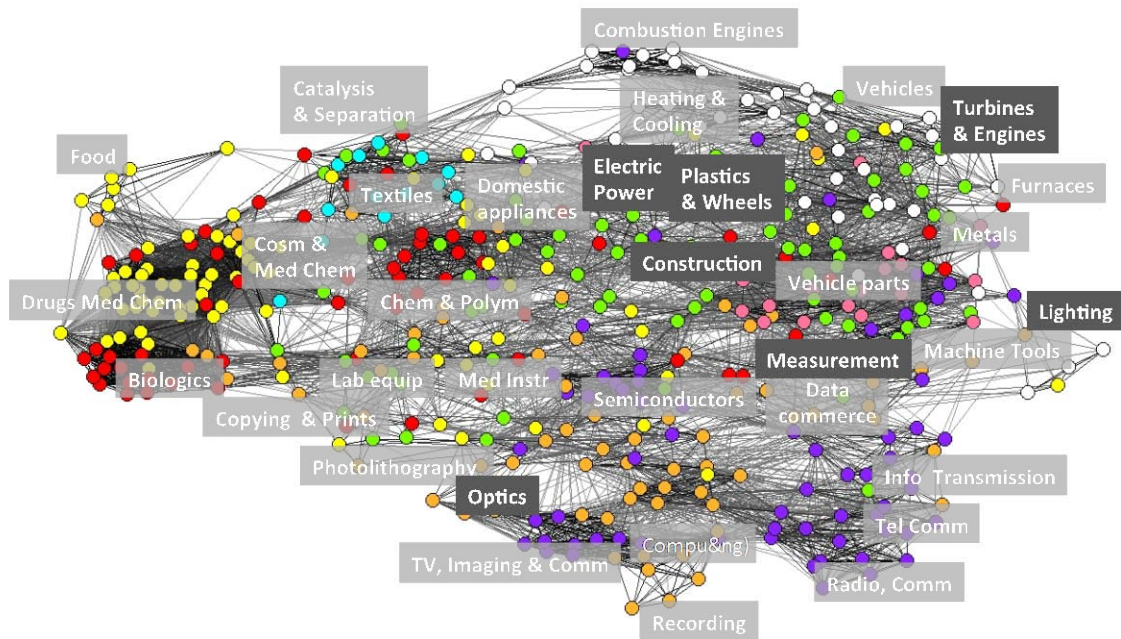 Combustion Engines
Catalysis
& Separation
Heating &
Cooling
Vehicles
Turbines
& Engines
Food
Textiles
Domestic
appliances
Electric
Power
Plastics
& Wheels
Furnaces
Cosm &
Med Chem
Construction
Metals
Drugs Med Chem
Chem & Polym
Vehicle parts
Lighting
Biologics
Lab equip
Med Instr
Semiconductors
Measurement
Data
commerce
Machine Tools
Copying & Prints
Photolithography
Optics
Info Transmission
Tel Comm
TV, Imaging & Comm
Compu&ng)
Radio, Comm
Recording